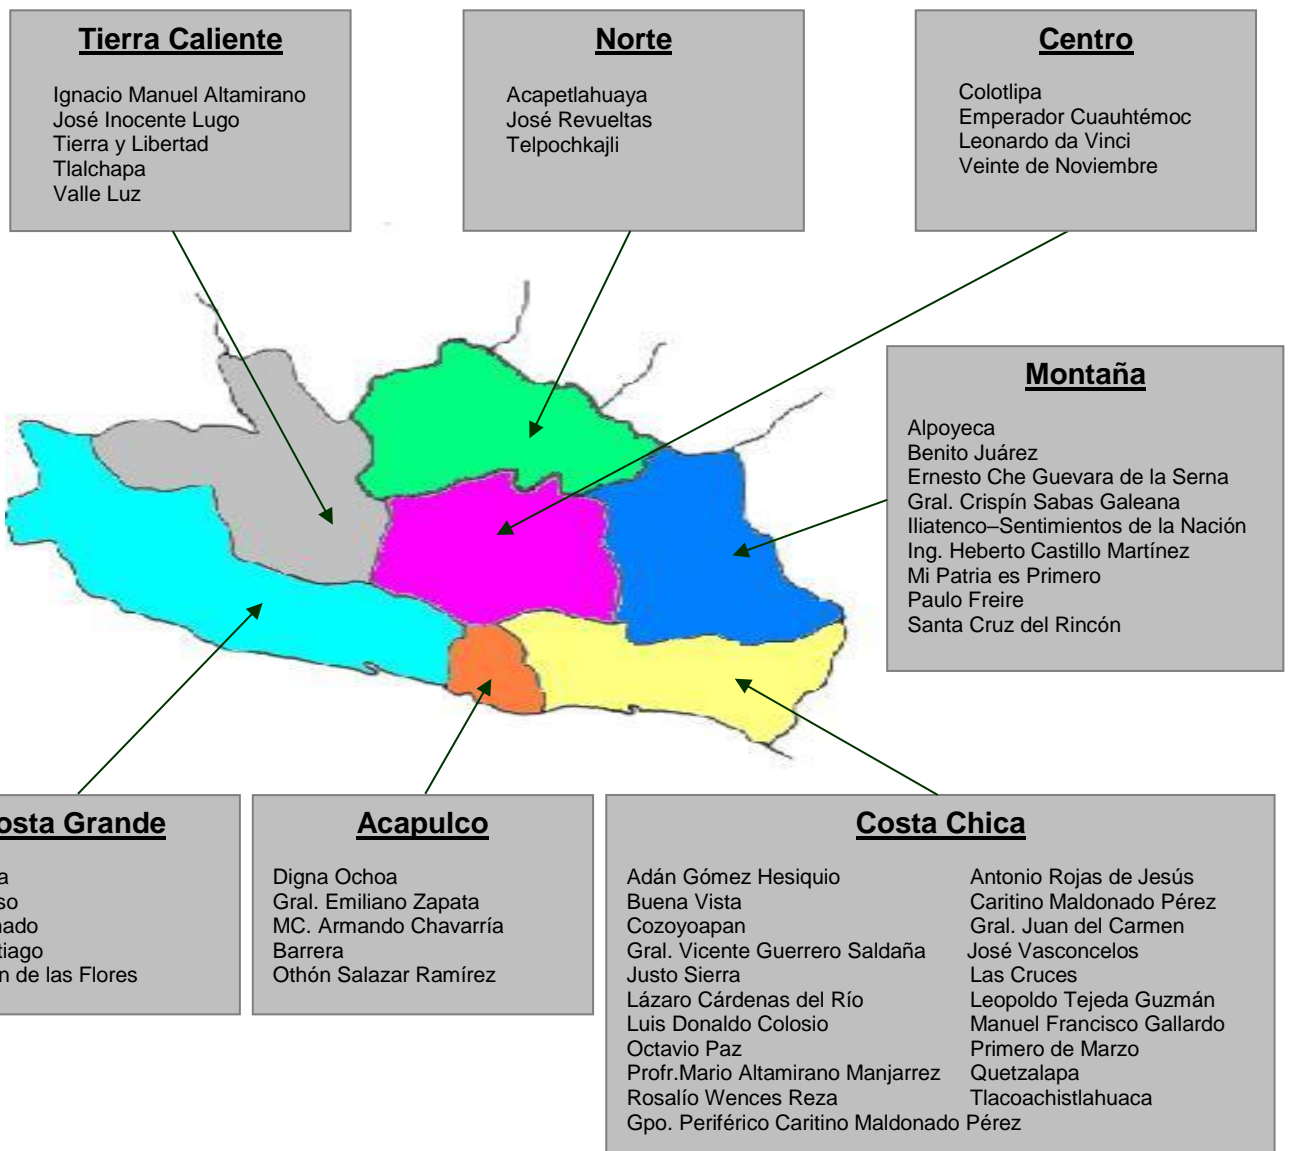 Tierra Caliente
Ignacio Manuel Altamirano
José Inocente Lugo
Tierra y Libertad
Tlalchapa
Valle Luz
Norte
Acapetlahuaya
José Revueltas
Telpochkajli
Centro
Colotlipa
Emperador Cuauhtémoc
Leonardo da Vinci
Veinte de Noviembre
Montaña
Alpoyeca
Benito Juárez
Ernesto Che Guevara de la Serna
Gral. Crispín Sabas Galeana
Iliatenco–Sentimientos de la Nación
Ing. Heberto Castillo Martínez
Mi Patria es Primero
Paulo Freire
Santa Cruz del Rincón
Grande
de las Flores
Acapulco
Digna Ochoa
Gral. Emiliano Zapata
MC. Armando Chavarría
Barrera
Othón Salazar Ramírez
Costa Chica
Adán Gómez Hesiquio
Buena Vista
Cozoyoapan
Gral. Vicente Guerrero Saldaña
Justo Sierra
Lázaro Cárdenas del Río
Luis Donaldo Colosio
Octavio Paz
Profr.Mario Altamirano Manjarrez
Rosalío Wences Reza
Gpo. Periférico Caritino Maldonado Pérez
Antonio Rojas de Jesús
Caritino Maldonado Pérez
Gral. Juan del Carmen
José Vasconcelos
Las Cruces
Leopoldo Tejeda Guzmán
Manuel Francisco Gallardo
Primero de Marzo
Quetzalapa
Tlacoachistlahuaca